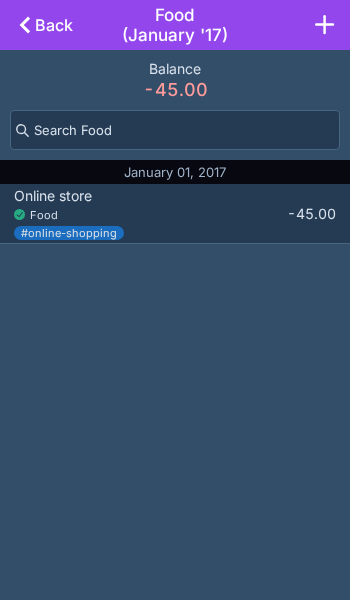 Back
Food
(January '17)
Balance
-45.00
Search Food
January 01, 2017
Online store
Food
-45.00
#online-shopping